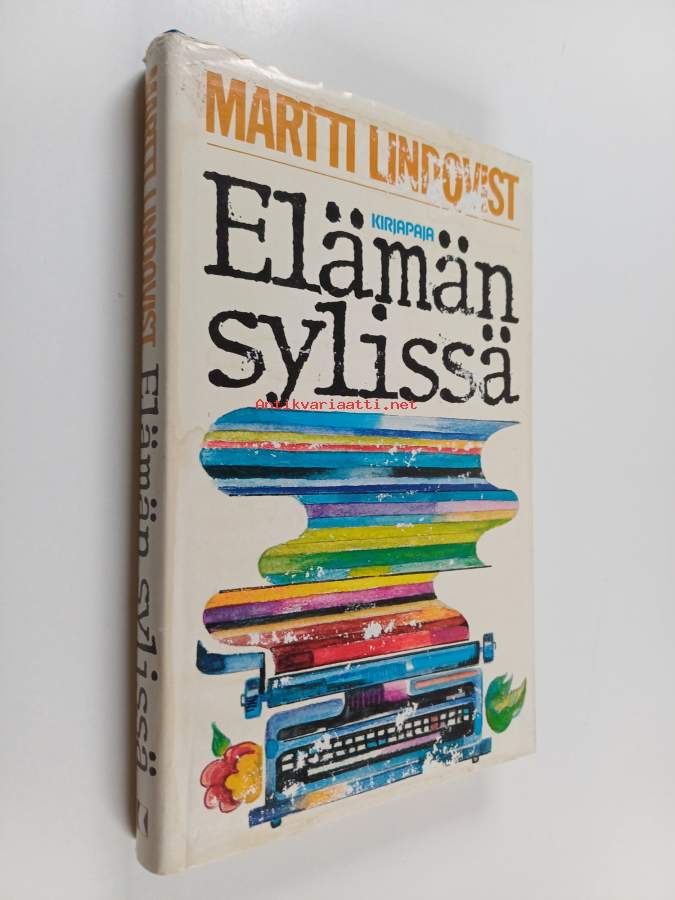 MARTTI LINDQVIST
KIRJAPAJA
Elämän
sylissä
Antikvariaatti.net
MARTTI LINDQVIST Elämän sylissä